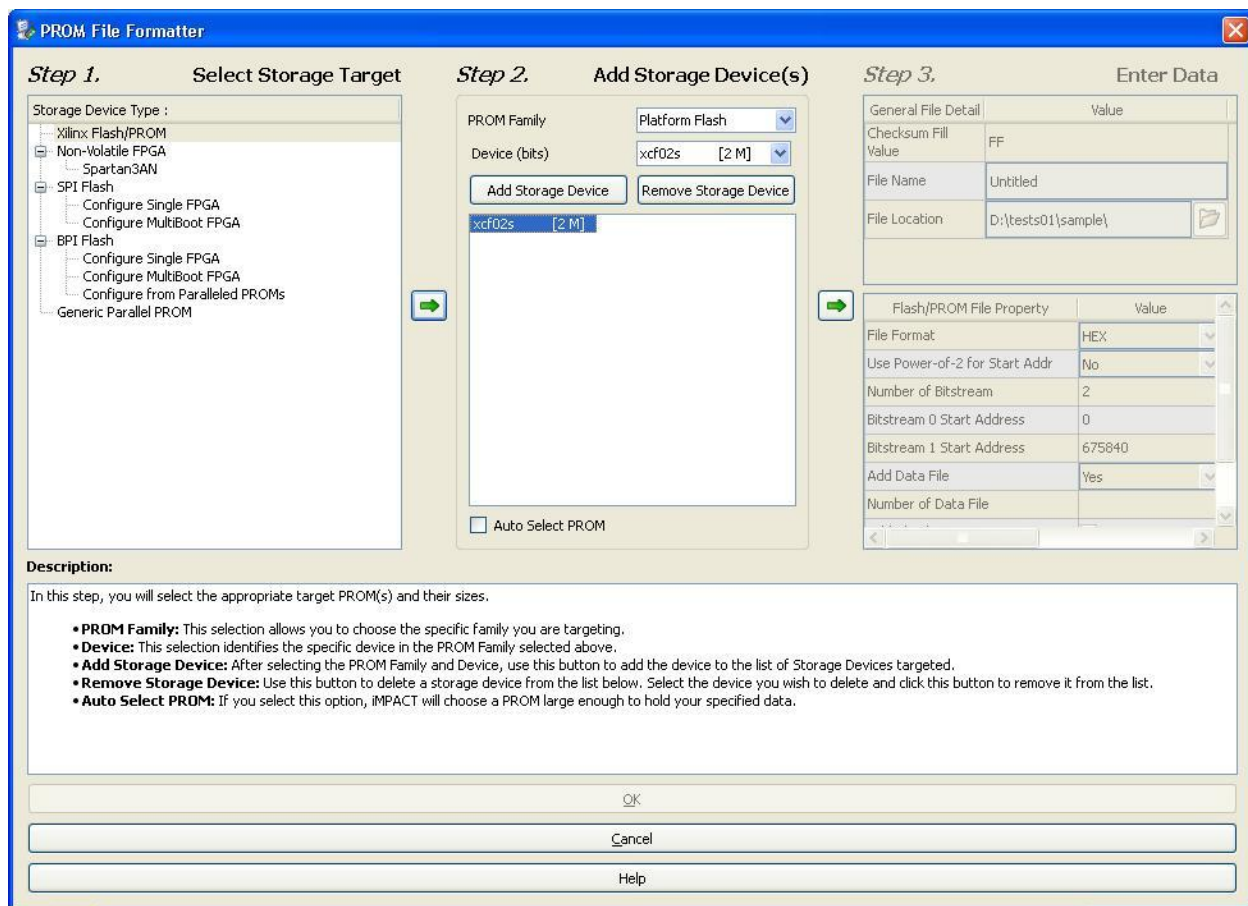 PROM File Formatter
Step 1. Select Storage Target
Storage Device Type :
Xilinx Flash/PROM
Non-Volatile FPGA
Spartan3AN
SPI Flash
Configure Single FPGA
Configure MultiBoot FPGA
BPI Flash
Configure Single FPGA
Configure MultiBoot FPGA
Configure from Paralleled PROMs
Generic Parallel PROM
Step 2. Add Storage Device(s)
PROM Family Platform Flash
Device (bits) xcf02s [2 M]
Add Storage Device Remove Storage Device
xcf02s [2 M]
Auto Select PROM
Step 3. Enter Data
General File Detail Value
Checksum Fill
Value FF
File Name Untitled
File Location D:\tests01\sample\
Flash/PROM File Property Value
File Format HEX
Use Power-of-2 for Start Addr No
Number of Bitstream 2
Bitstream 0 Start Address 0
Bitstream 1 Start Address 675840
Add Data File Yes
Number of Data File
Description:
In this step, you will select the appropriate target PROM(s) and their sizes.
• PROM Family: This selection allows you to choose the specific family you are targeting.
• Device: This selection identifies the specific device in the PROM Family selected above.
• Add Storage Device: After selecting the PROM Family and Device, use this button to add the device to the list of Storage Devices targeted.
• Remove Storage Device: Use this button to delete a storage device from the list below. Select the device you wish to delete and click this button to remove it from the list.
• Auto Select PROM: If you select this option, iMPACT will choose a PROM large enough to hold your specified data.
OK
Cancel
Help